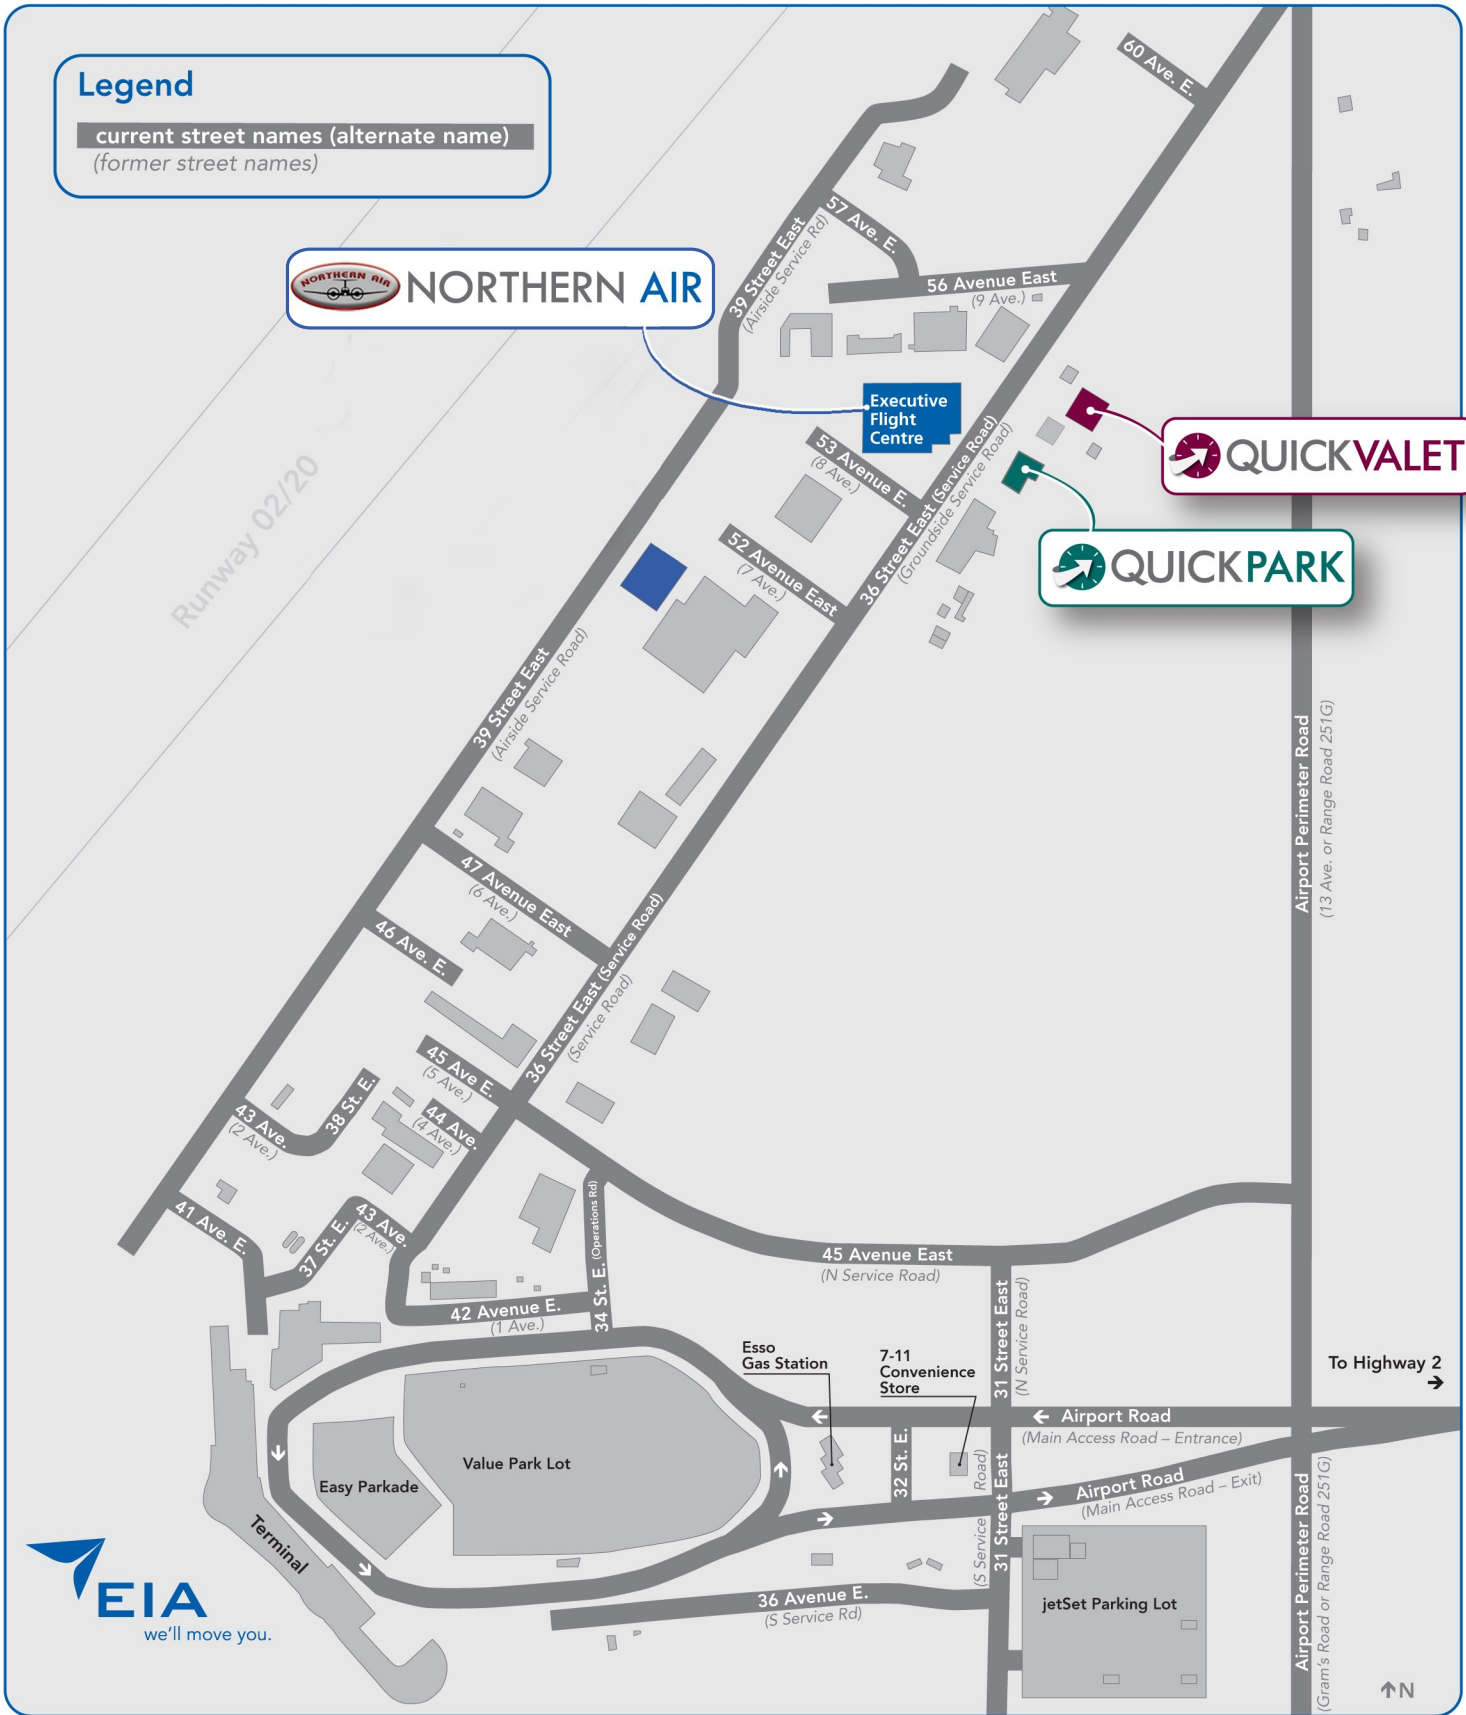 Legend
current street names (alternate name)
(former street names)
60 Ave. E.
57 Ave. E.
39 Street East
(Airside Service Rd)
56 Avenue East
(9 Ave.)
NORTHERN AIR
NORTHERN AIR
Executive
Flight
Centre
QUICKVALET
53 Avenue E.
(8 Ave.)
36 Street East (Service Road)
(Groundside Service Road)
QUICKPARK
Runway 02/20
52 Avenue East
(7 Ave.)
39 Street East
(Airside Service Road)
Airport Perimeter Road
(13 Ave. or Range Road 251G)
47 Avenue East
(6 Ave.)
46 Ave. E.
36 Street East (Service Road)
(Service Road)
45 Ave E.
(5 Ave.)
44 Ave.
(4 Ave.)
43 Ave.
(2 Ave.)
38 St. E.
41 Ave. E.
37 St. E.
43 Ave.
(2 Ave.)
34 St. E. (Operations Rd)
45 Avenue East
(N Service Road)
42 Avenue E.
(1 Ave.)
31 Street East
(N Service Road)
Esso
Gas Station
7-11
Convenience
Store
To Highway 2
Airport Road
(Main Access Road – Entrance)
Value Park Lot
Easy Parkade
32 St. E.
31 Street East
(S Service Road)
Airport Road
(Main Access Road – Exit)
Terminal
36 Avenue E.
(S Service Rd)
jetSet Parking Lot
Airport Perimeter Road
(Gram's Road or Range Road 251G)
EIA
we'll move you.
N